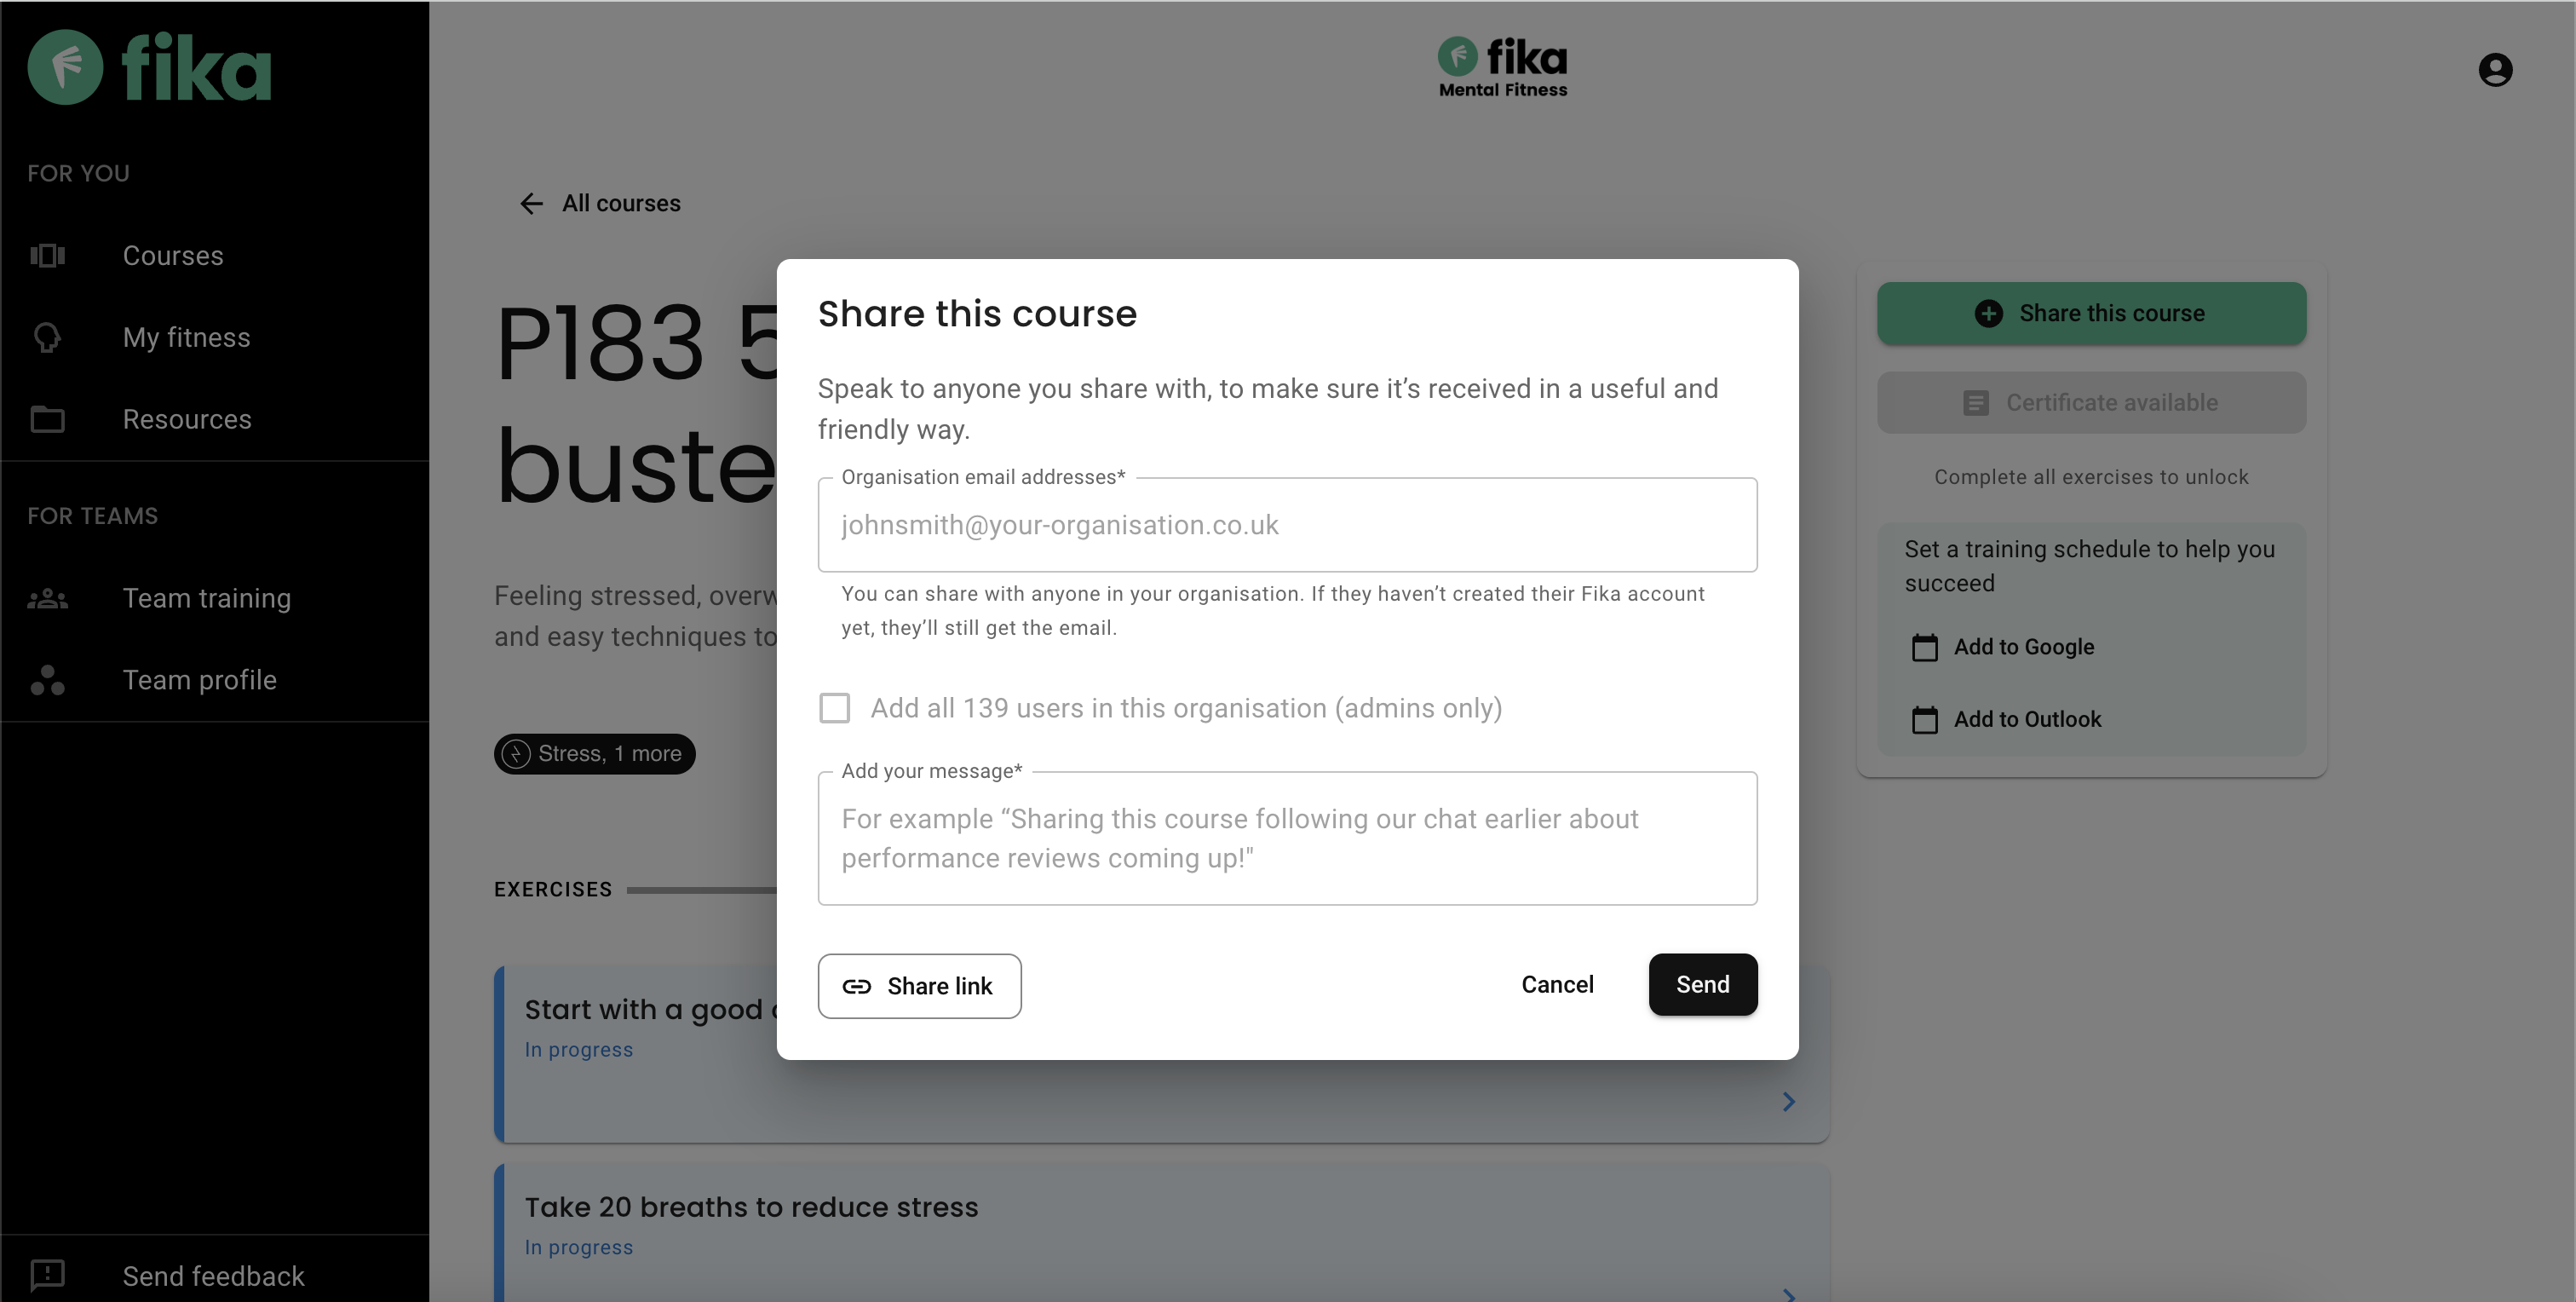 fika
FOR YOU
Courses
My fitness
Resources
FOR TEAMS
Team training
Team profile
Send feedback
fika
Mental Fitness
All courses
P183 5
buste
Feeling stressed, overw
and easy techniques to
Stress, 1 more
EXERCISES
Start with a good
In progress
Take 20 breaths to reduce stress
In progress
Share this course
Speak to anyone you share with, to make sure it’s received in a useful and
friendly way.
Organisation email addresses*
johnsmith@your-organisation.co.uk
You can share with anyone in your organisation. If they haven’t created their Fika account
yet, they’ll still get the email.
Add all 139 users in this organisation (admins only)
Add your message*
For example “Sharing this course following our chat earlier about
performance reviews coming up!"
Share link
Cancel
Send
Share this course
Certificate available
Complete all exercises to unlock
Set a training schedule to help you
succeed
Add to Google
Add to Outlook